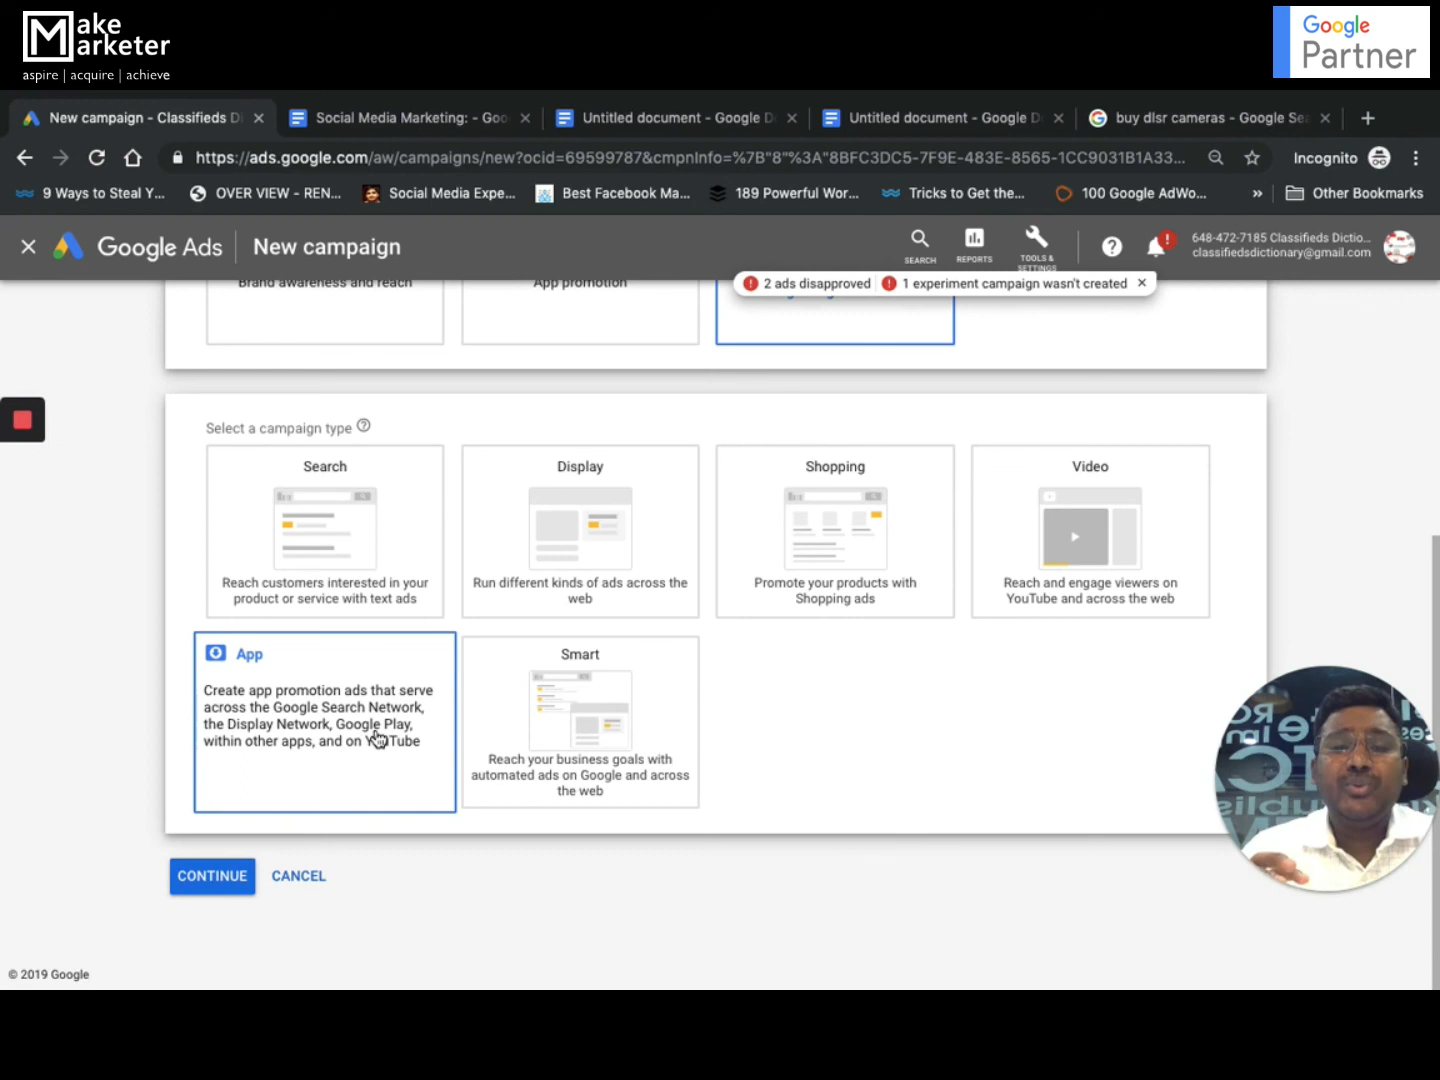 Make
Marketer
aspire | acquire | achieve
Google
Partner
New campaign - Classifieds D
Social Media Marketing: - Goo
Untitled document - Google D
Untitled document - Google D
buy dlsr cameras - Google Sea
https://ads.google.com/aw/campaigns/new?ocid=69599787&cmpnInfo=%7B"8"%3A"8BFC3DC5-7F9E-483E-8565-1CC9031B1A33...
Incognito
9 Ways to Steal Y...
OVER VIEW - REN...
Social Media Expe...
Best Facebook Ma...
189 Powerful Wor...
Tricks to Get the...
100 Google AdWo...
»
Other Bookmarks
Google Ads
New campaign
SEARCH
REPORTS
TOOLS &
SETTINGS
648-472-7185 Classifieds Dictio...
classifiedsdictionary@gmail.com
2 ads disapproved
1 experiment campaign wasn't created
Brand awareness and reach
App promotion
Select a campaign type
Search
Reach customers interested in your
product or service with text ads
Display
Run different kinds of ads across the
web
Shopping
Promote your products with
Shopping ads
Video
Reach and engage viewers on
YouTube and across the web
App
Create app promotion ads that serve
across the Google Search Network,
the Display Network, Google Play,
within other apps, and on YouTube
Smart
Reach your business goals with
automated ads on Google and across
the web
CONTINUE
CANCEL
© 2019 Google